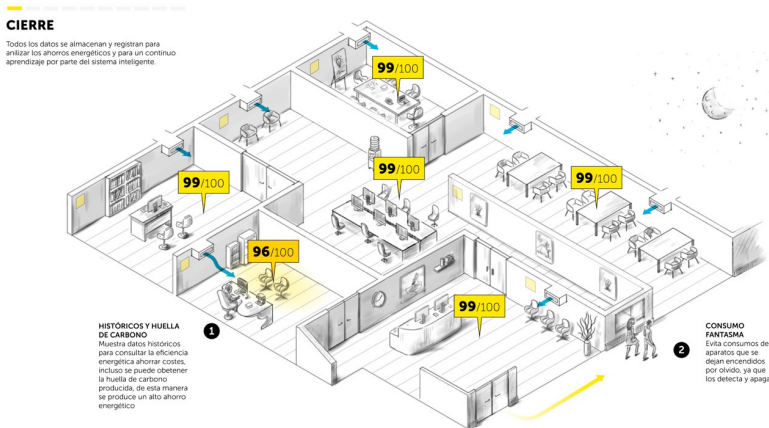 CIERRE
Todos los datos se almacenan y registran para
anilizar los ahorros energéticos y para un continuo
aprendizaje por parte del sistema inteligente.
99/100
99/100
99/100
99/100
96/100
99/100
HISTÓRICOS Y HUELLA
DE CARBONO
Muestra datos históricos
para consultar la eficiencia
energética ahorrar costes,
incluso se puede obetener
la huella de carbono
producida, de esta manera
se produce un alto ahorro
energético
1
2
CONSUMO
FANTASMA
Evita consumos de
aparatos que se
dejan encendidos
por olvido, ya que
los detecta y apaga